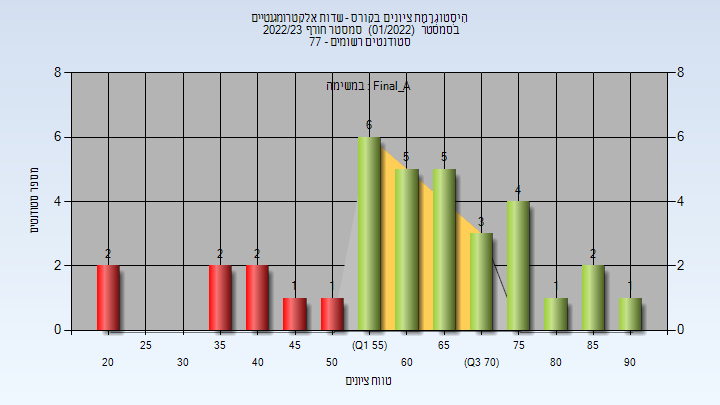 היסטוגרמת ציונים בקורס - שדות אלקטרומגנטיים
בסמסטר (01/2022) סמסטר חורף 2022/23
סטודנטים רשומים - 77
במשימה : Final_A
8 8
6 6
4 4
2 2
0 0
מספר סטודנטים
2 2 2 1 1 6 5 5 3 4 1 2 1
25 35 45 (Q1 55) 65 75 85
20 30 40 50 60 (Q3 70) 80 90
טווח ציונים